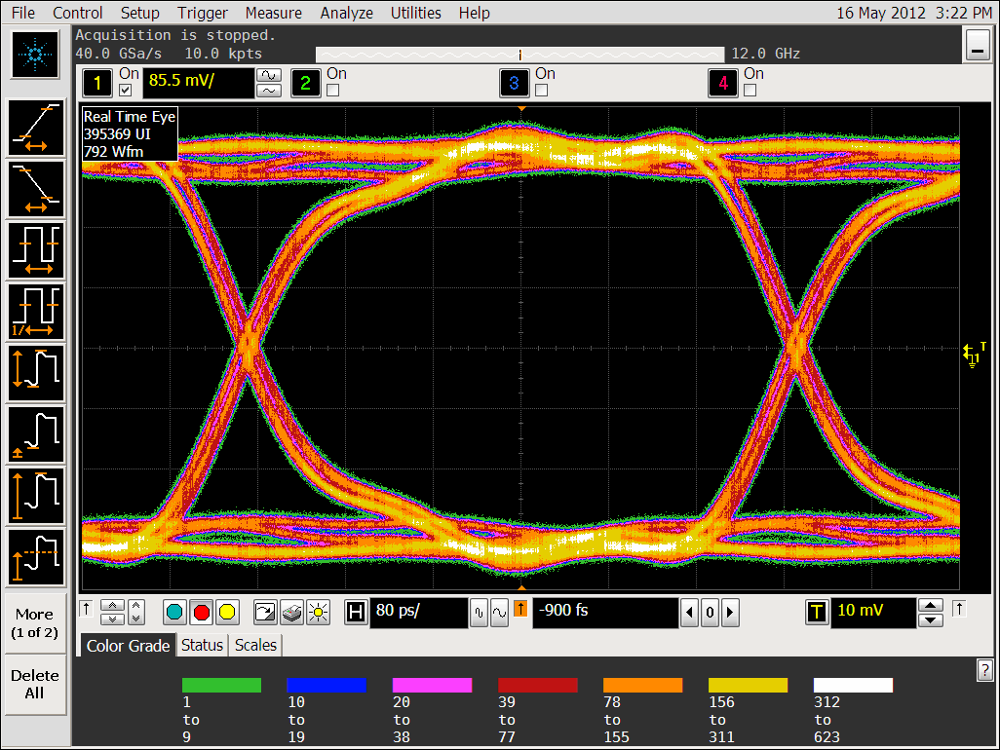 File Control Setup Trigger Measure Analyze Utilities Help 16 May 2012 3:22 PM
Acquisition is stopped.
40.0 GSa/s 10.0 kpts 12.0 GHz
1 On 85.5 mV/ 2 On 3 On 4 On
Real Time Eye
395369 UI
792 Wfm
T
1
1/
H 80 ps/ -900 fs 0 T 10 mV
More
(1 of 2)
Delete
All
Color Grade Status Scales
?
1 10 20 39 78 156 312
to to to to to to to
9 19 38 77 155 311 623